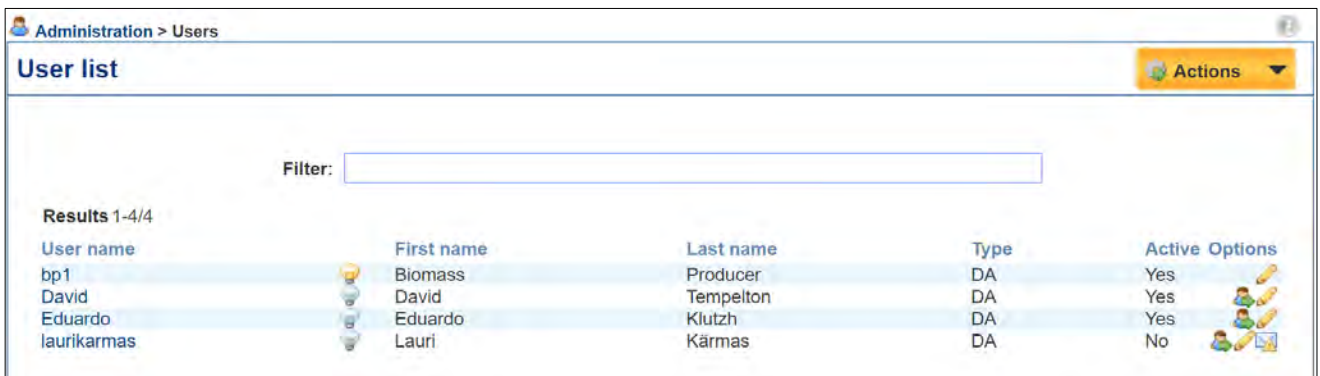 Administration > Users
User list
Actions
Filter:
Results 1-4/4
User name First name Last name Type Active Options
bp1 Biomass Producer DA Yes
David David Tempelton DA Yes
Eduardo Eduardo Klutzh DA Yes
laurikarmas Lauri Kärmas DA No